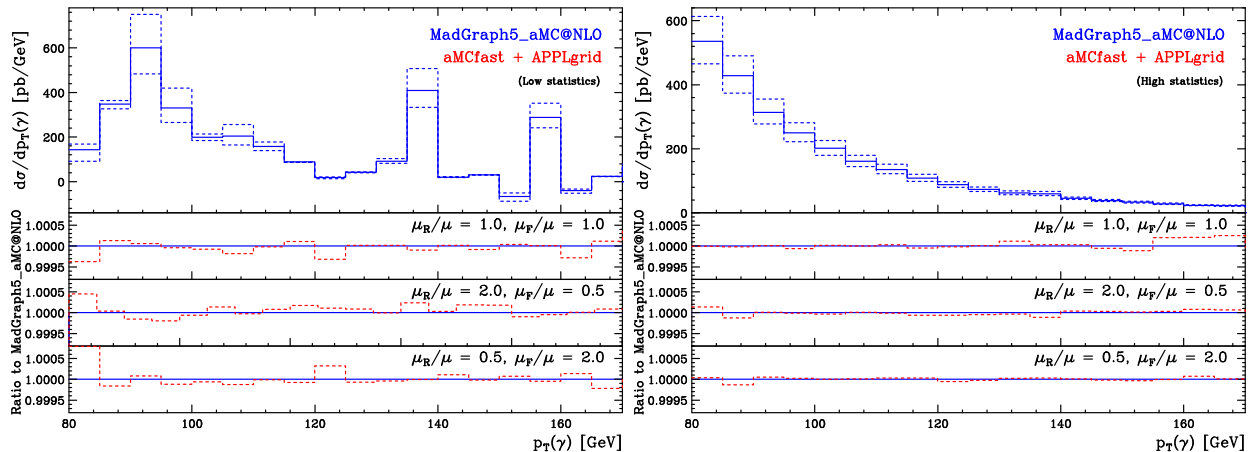 MadGraph5_aMC@NLO
aMCfast + APPLgrid
(Low statistics)
dσ/dp_T(γ) [pb/GeV]
600
400
200
0
μ_R/μ = 1.0, μ_F/μ = 1.0
1.0005
1.0000
0.9995
μ_R/μ = 2.0, μ_F/μ = 0.5
1.0005
1.0000
0.9995
μ_R/μ = 0.5, μ_F/μ = 2.0
1.0005
1.0000
0.9995
Ratio to MadGraph5_aMC@NLO
80 100 120 140 160
p_T(γ) [GeV]
MadGraph5_aMC@NLO
aMCfast + APPLgrid
(High statistics)
dσ/dp_T(γ) [pb/GeV]
600
400
200
0
μ_R/μ = 1.0, μ_F/μ = 1.0
1.0005
1.0000
0.9995
μ_R/μ = 2.0, μ_F/μ = 0.5
1.0005
1.0000
0.9995
μ_R/μ = 0.5, μ_F/μ = 2.0
1.0005
1.0000
0.9995
Ratio to MadGraph5_aMC@NLO
80 100 120 140 160
p_T(γ) [GeV]